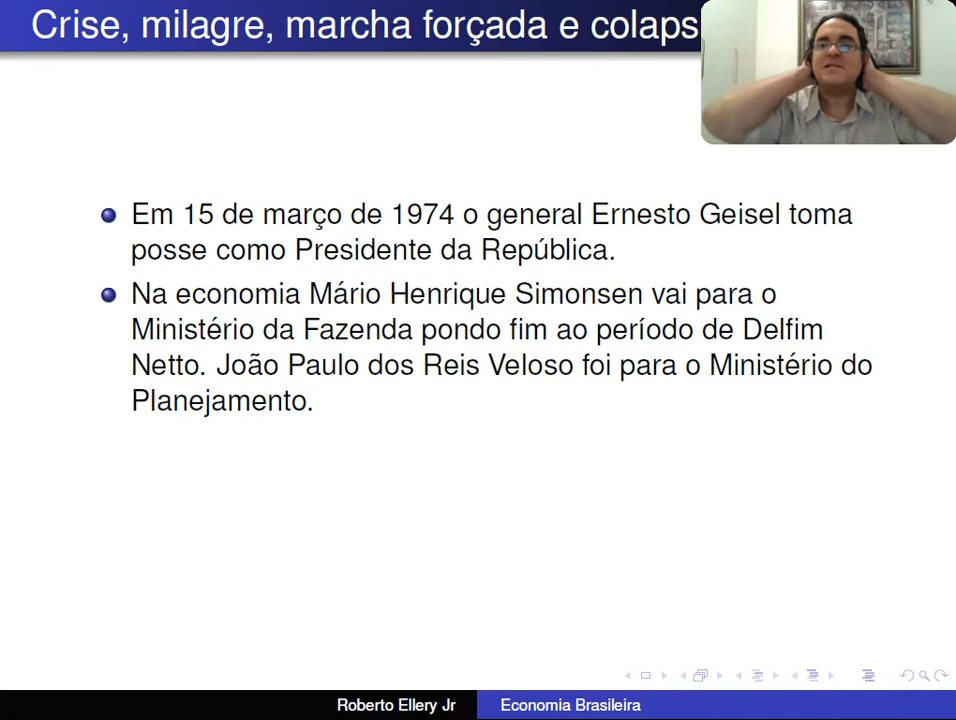 Crise, milagre, marcha forçada e colaps
Em 15 de março de 1974 o general Ernesto Geisel toma
posse como Presidente da República.
Na economia Mário Henrique Simonsen vai para o
Ministério da Fazenda pondo fim ao período de Delfim
Netto. João Paulo dos Reis Veloso foi para o Ministério do
Planejamento.
Roberto Ellery Jr
Economia Brasileira